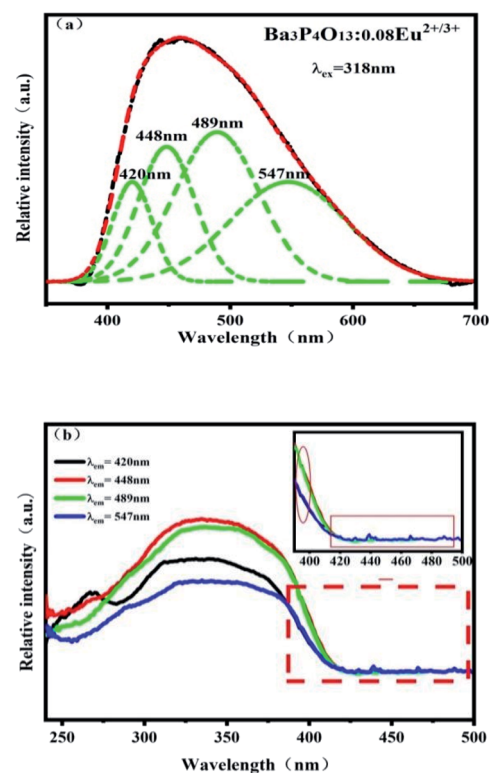 (a)
Ba3P4O13:0.08Eu2+/3+
λex=318nm
489nm
448nm
420nm
547nm
Relative intensity (a.u.)
400 500 600 700
Wavelength (nm)
(b)
λem= 420nm
λem= 448nm
λem= 489nm
λem= 547nm
400 420 440 460 480 500
Relative intensity (a.u.)
250 300 350 400 450 500
Wavelength (nm)